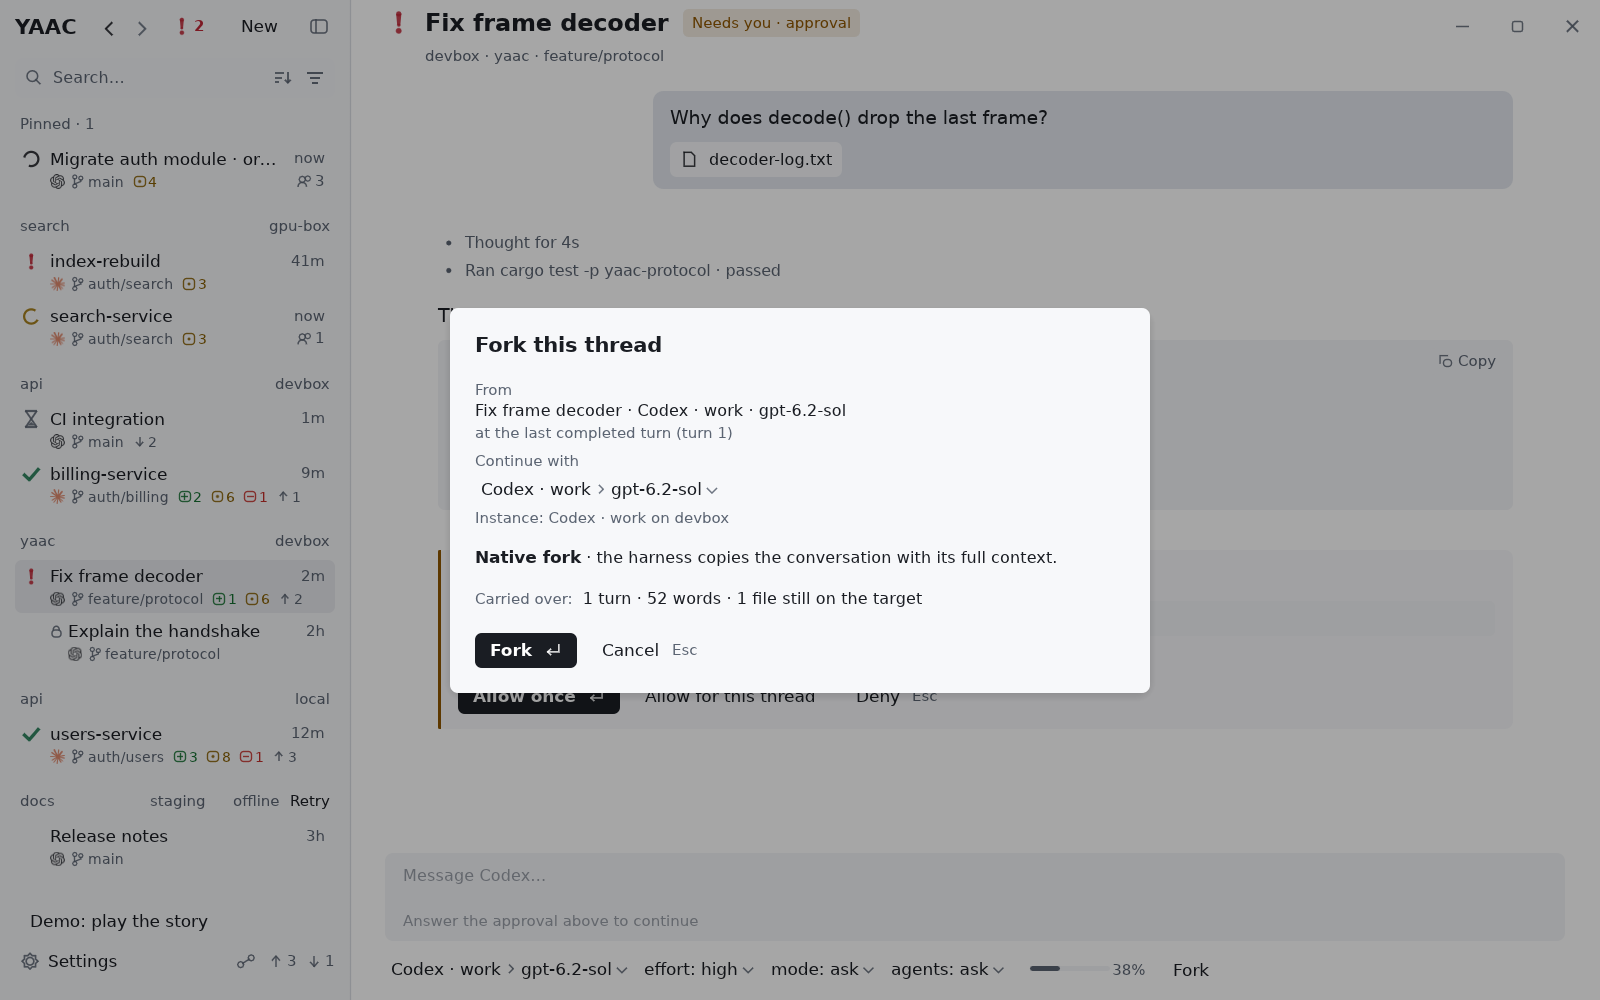 YAAC
2
New
Search...
Pinned · 1
Migrate auth module · or... now
main 4 3
search gpu-box
index-rebuild 41m
auth/search 3
search-service now
auth/search 3 1
api devbox
CI integration 1m
main ↓2
billing-service 9m
auth/billing 2 6 1 ↑1
yaac devbox
Fix frame decoder 2m
feature/protocol 1 6 ↑2
Explain the handshake 2h
feature/protocol
api local
users-service 12m
auth/users 3 8 1 ↑3
docs staging offline Retry
Release notes 3h
main
Demo: play the story
Settings ↑3 ↓1
Fix frame decoder Needs you · approval
devbox · yaac · feature/protocol
Why does decode() drop the last frame?
decoder-log.txt
• Thought for 4s
• Ran cargo test -p yaac-protocol · passed
Copy
Fork this thread
From
Fix frame decoder · Codex · work · gpt-6.2-sol
at the last completed turn (turn 1)
Continue with
Codex · work > gpt-6.2-sol
Instance: Codex · work on devbox
Native fork · the harness copies the conversation with its full context.
Carried over: 1 turn · 52 words · 1 file still on the target
Fork Cancel Esc
Allow once Allow for this thread Deny Esc
Message Codex...
Answer the approval above to continue
Codex · work > gpt-6.2-sol effort: high mode: ask agents: ask 38% Fork